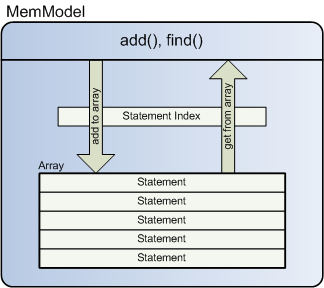 MemModel
add(), find()
add to array
get from array
Statement Index
Array
Statement
Statement
Statement
Statement
Statement